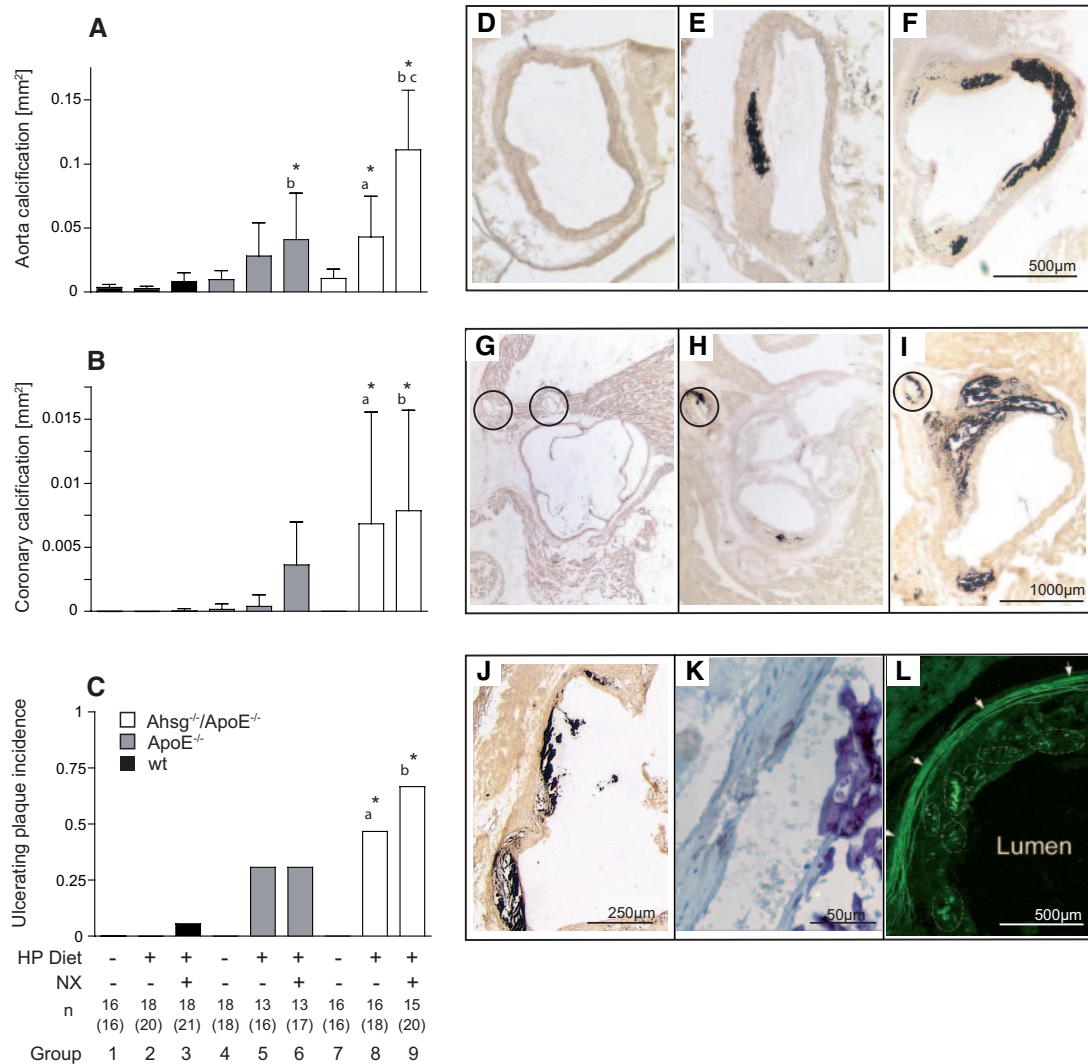 A
Aorta calcification [mm²]
0.15
0.1
0.05
0
b
*
a
*
b c
*
B
Coronary calcification [mm²]
0.015
0.01
0.005
0
a
*
b
*
C
Ulcerating plaque incidence
1
0.75
0.5
0.25
0
Ahsg-/-/ApoE-/-
ApoE-/-
wt
a
*
b
*
HP Diet - + + - + + - + +
NX - - + - - + - - +
n 16 18 18 18 13 13 16 16 15
(16) (20) (21) (18) (16) (17) (16) (18) (20)
Group 1 2 3 4 5 6 7 8 9
D
E
F
500µm
G
H
I
1000µm
J
250µm
K
50µm
L
Lumen
500µm